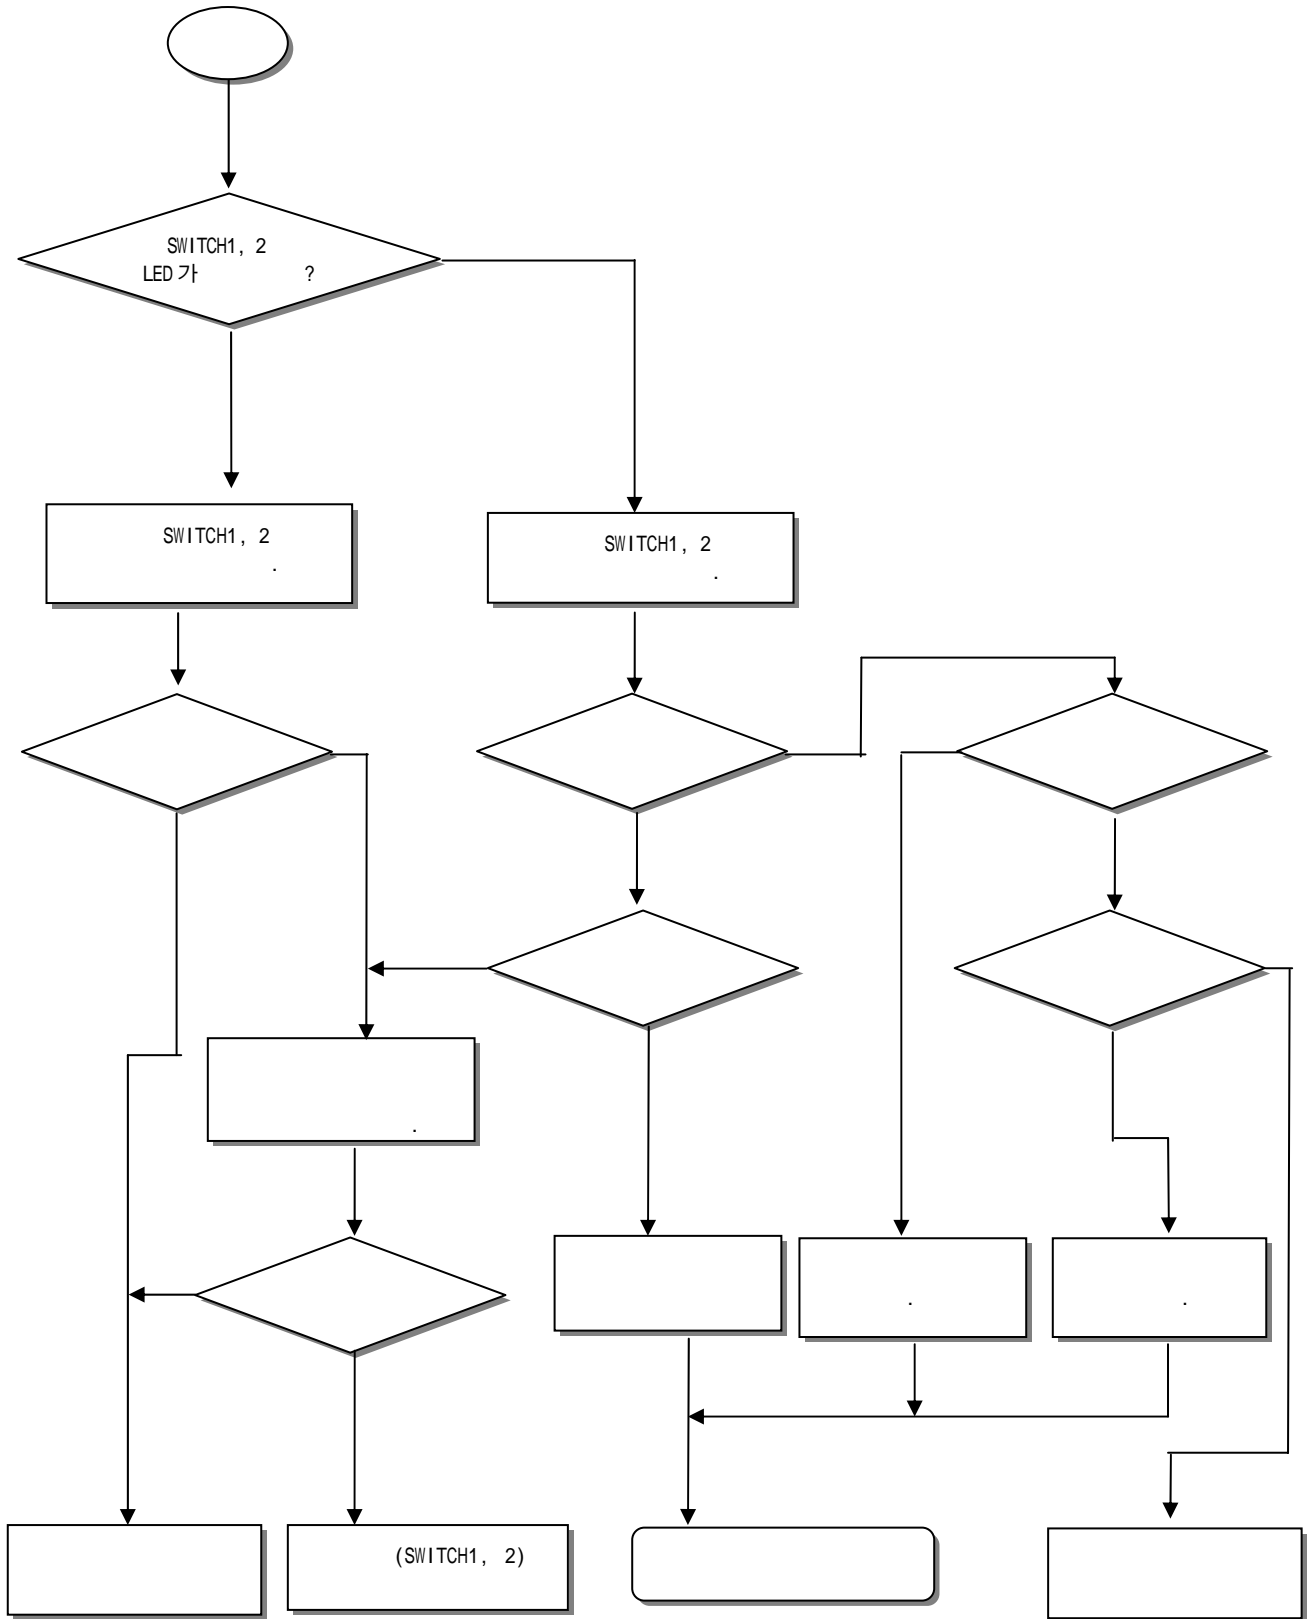 SWITCH1, 2
LED 가 ?
SWITCH1, 2
.
SWITCH1, 2
.
.
.
.
(SWITCH1, 2)